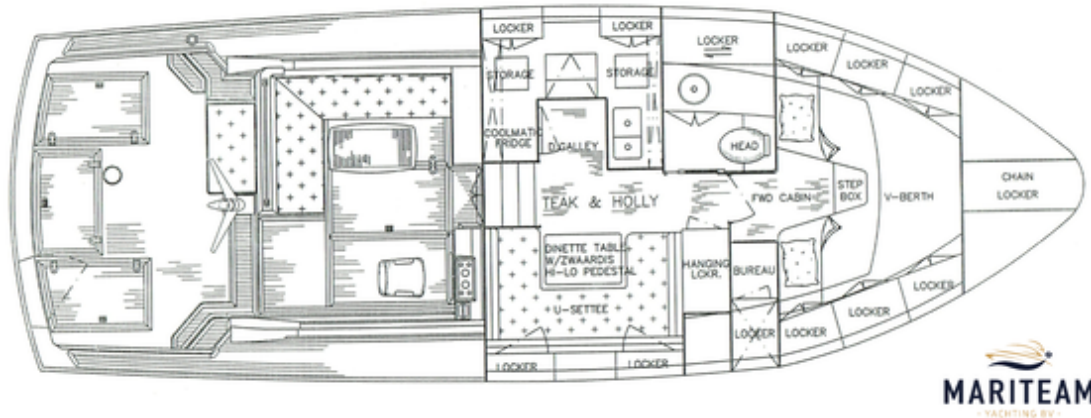 LOCKER
LOCKER
LOCKER
LOCKER
LOCKER
LOCKER
STORAGE
STORAGE
COOLMATIC
FRIDGE
D.GALLEY
HEAD
TEAK & HOLLY
FWD CABIN
STEP
BOX
V-BERTH
CHAIN
LOCKER
DINETTE TABLE
W/ZWAARDIS
HI-LO PEDESTAL
U-SETTEE
HANGING
LCKR.
BUREAU
LOCKER
LOCKER
LOCKER
LOCKER
LOCKER
LOCKER
MARITEAM
- YACHTING BV -